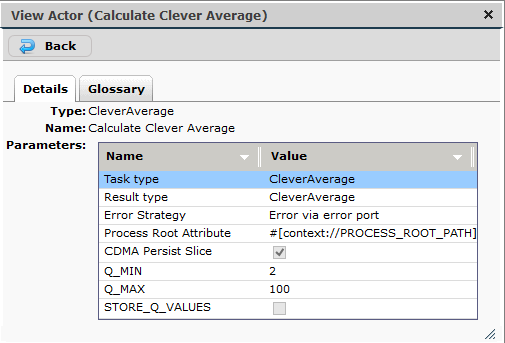 View Actor (Calculate Clever Average)
Back
Details Glossary
Type: CleverAverage
Name: Calculate Clever Average
Parameters:
Name Value
Task type CleverAverage
Result type CleverAverage
Error Strategy Error via error port
Process Root Attribute #[context://PROCESS_ROOT_PATH]
CDMA Persist Slice
Q_MIN 2
Q_MAX 100
STORE_Q_VALUES